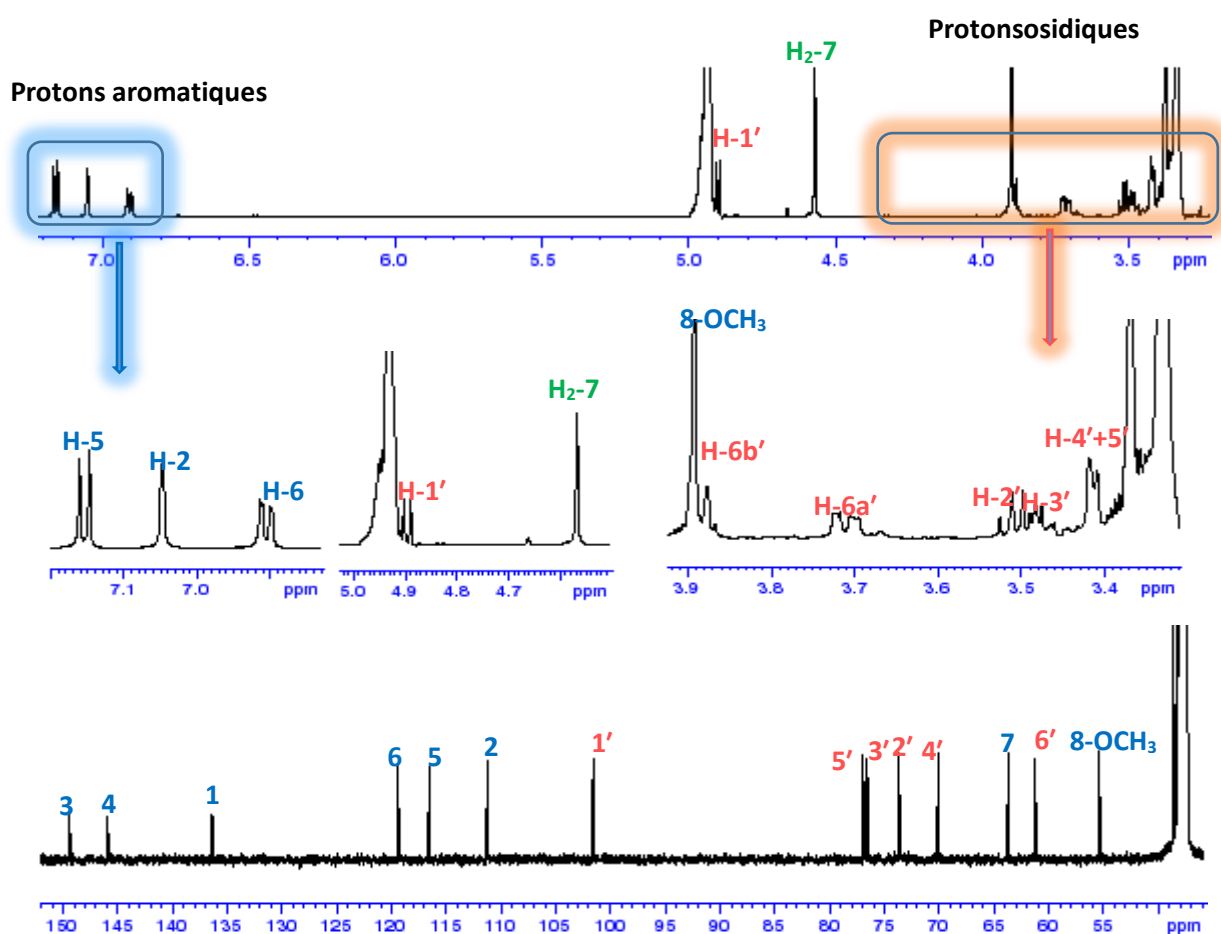 Protonsosidiques
H₂-7
Protons aromatiques
H-1′
7.0 6.5 6.0 5.5 5.0 4.5 4.0 3.5 ppm
8-OCH₃
H₂-7
H-5
H-2
H-6
H-1′
H-6b′
H-6a′
H-2′
H-3′
H-4′+5′
7.1 7.0 ppm
5.0 4.9 4.8 4.7 ppm
3.9 3.8 3.7 3.6 3.5 3.4 ppm
3 4 1 6 5 2 1′ 5′ 3′ 2′ 4′ 7 6′ 8-OCH₃
150 145 140 135 130 125 120 115 110 105 100 95 90 85 80 75 70 65 60 55 ppm